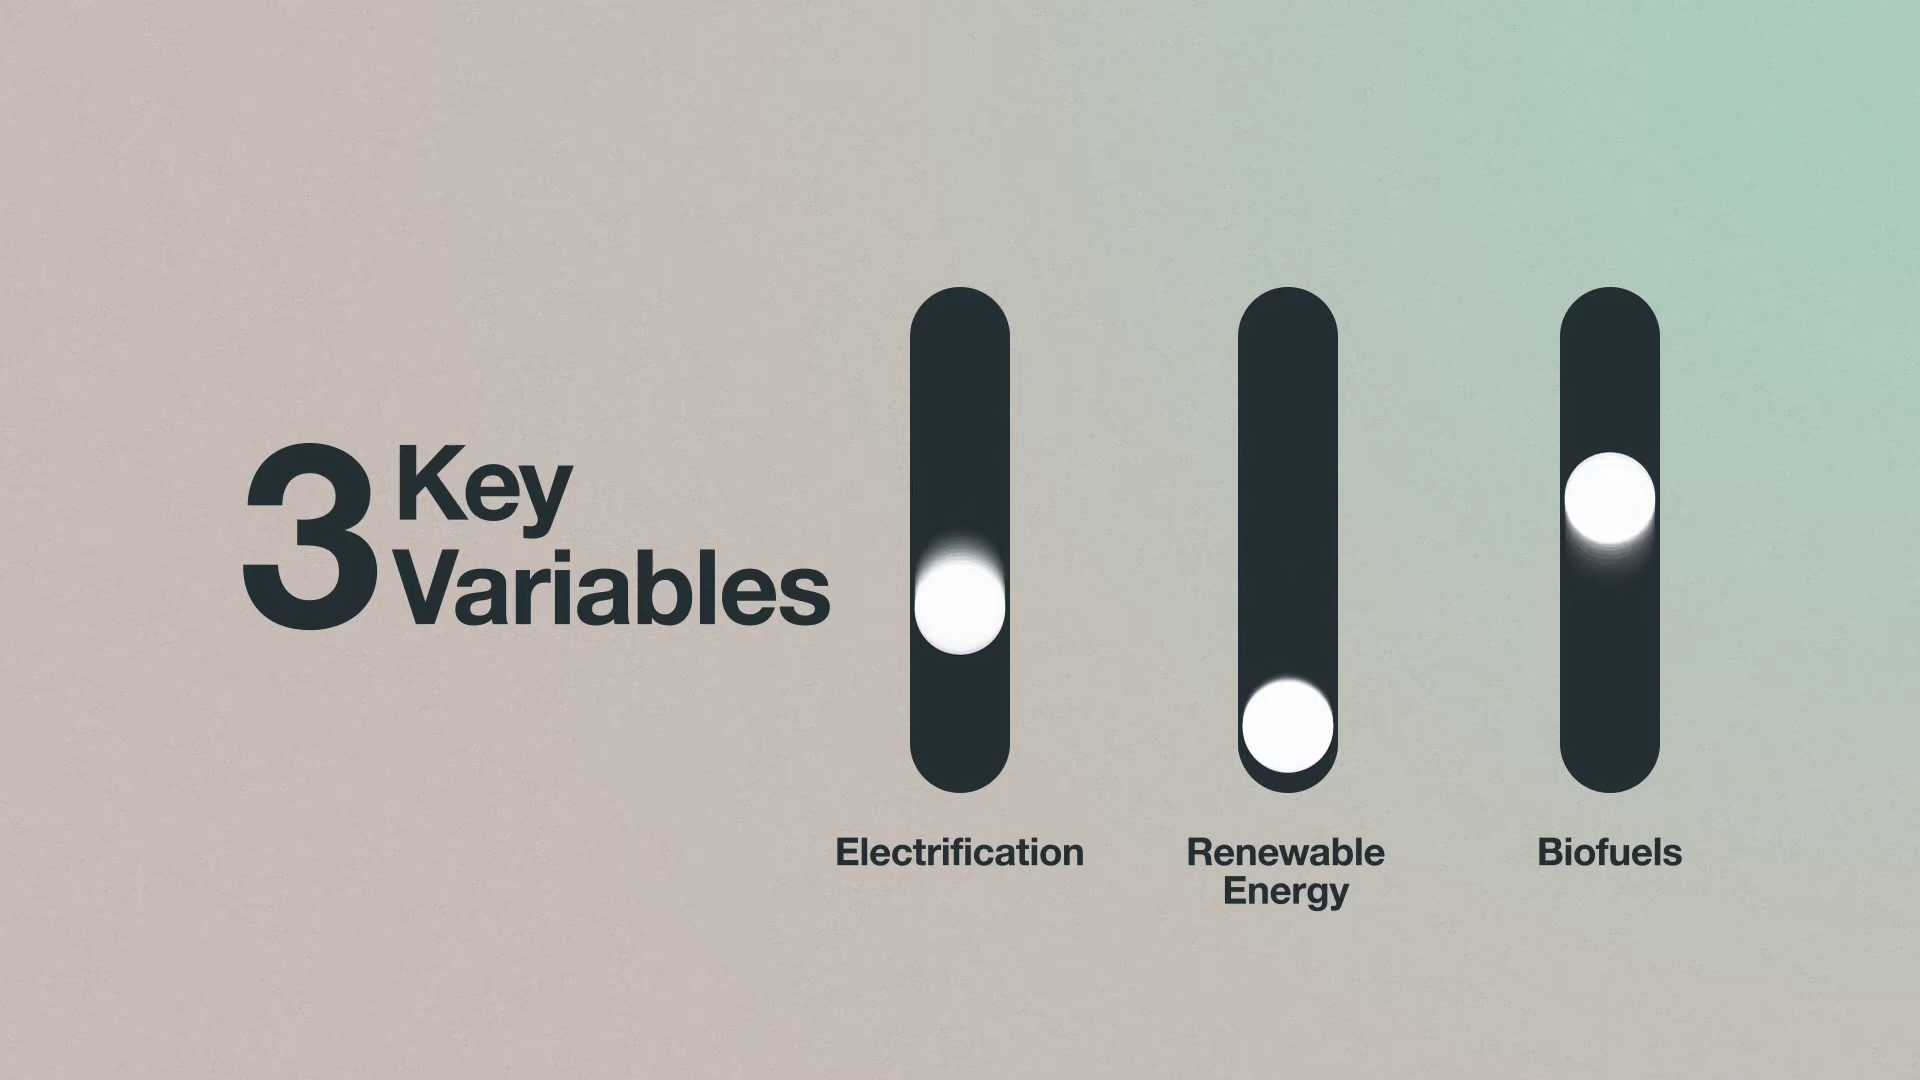 3 Key
Variables
Electrification
Renewable
Energy
Biofuels